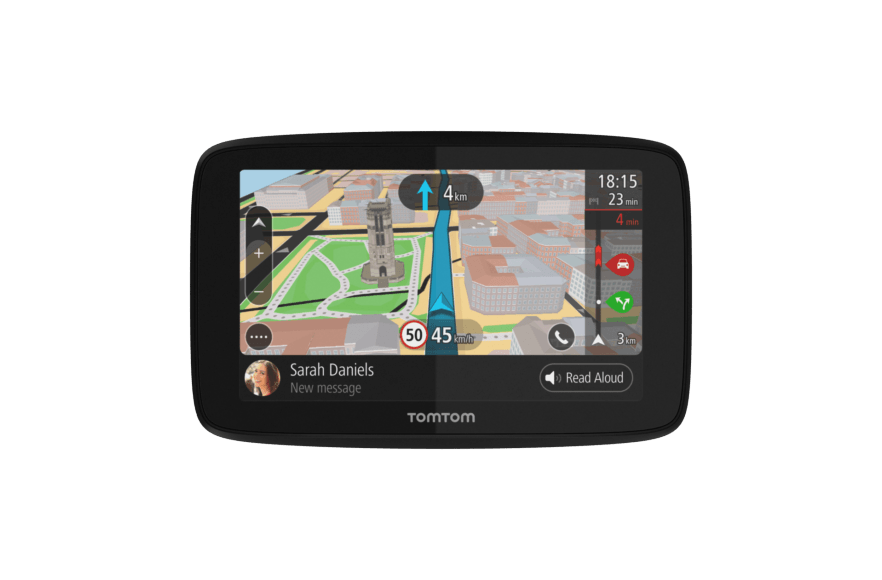 4 km
18:15
23 min
4 min
50
45 km/h
3 km
Sarah Daniels
New message
Read Aloud
TOMTOM